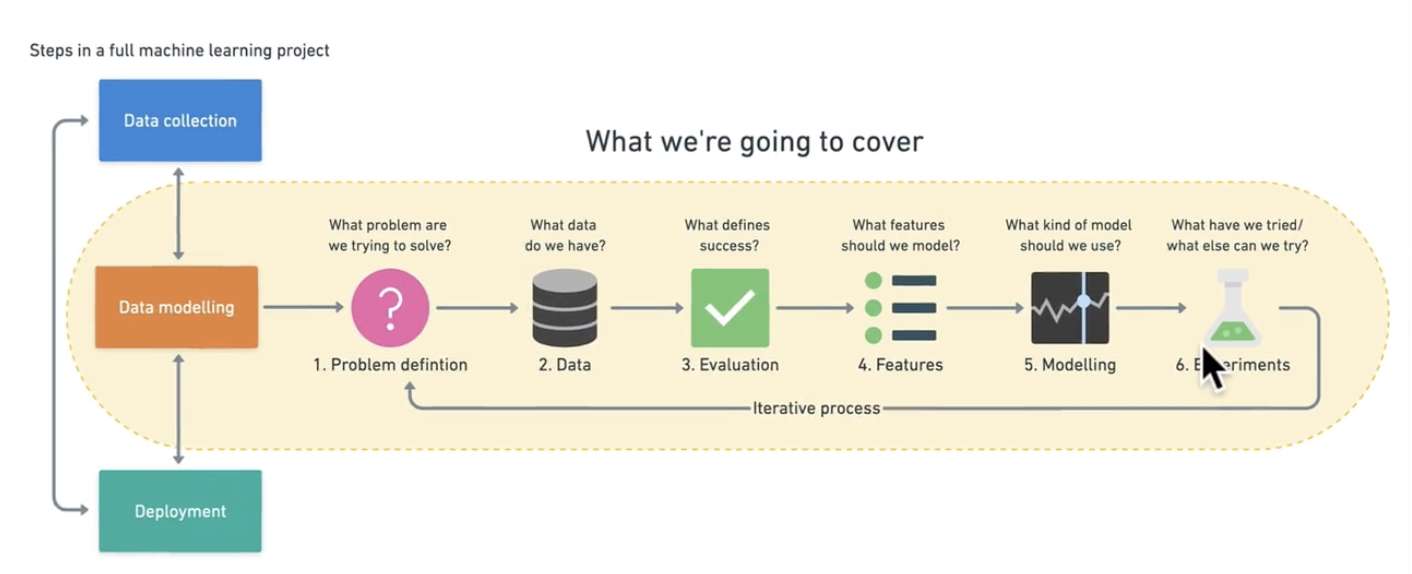 Steps in a full machine learning project
Data collection
What we're going to cover
What problem are
we trying to solve?
What data
do we have?
What defines
success?
What features
should we model?
What kind of model
should we use?
What have we tried/
what else can we try?
Data modelling
?
1. Problem defintion
2. Data
3. Evaluation
4. Features
5. Modelling
6. Experiments
Iterative process
Deployment